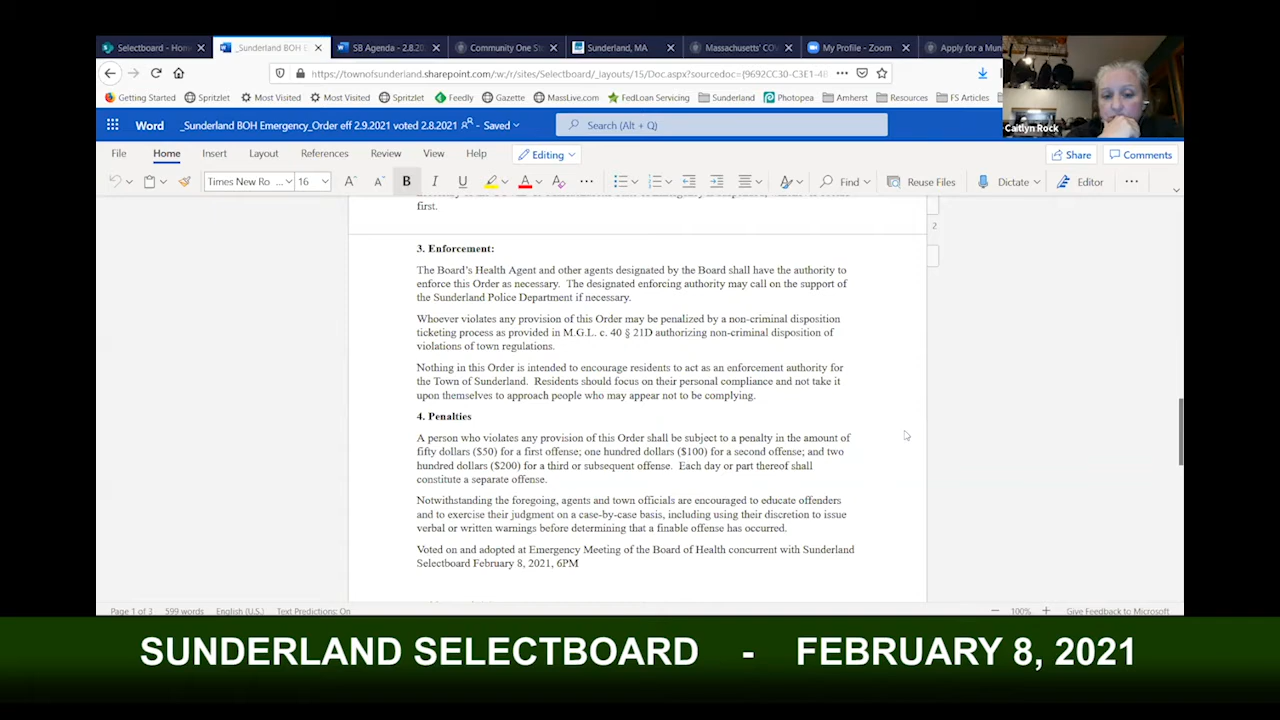 Selectboard - Hom
_Sunderland BOH E
SB Agenda - 2.8.20
Community One Sto
Sunderland, MA
Massachusetts' COV
My Profile - Zoom
Apply for a Mun
https://townofsunderland.sharepoint.com/:w:/r/sites/Selectboard/_layouts/15/Doc.aspx?sourcedoc={9692CC30-C3E1-48
Getting Started
Spritzlet
Most Visited
Most Visited
Spritzlet
Feedly
Gazette
MassLive.com
FedLoan Servicing
Sunderland
Photopea
Amherst
Resources
FS Articles
Caitlyn Rock
Word
_Sunderland BOH Emergency_Order eff 2.9.2021 voted 2.8.2021 - Saved
Search (Alt + Q)
File
Home
Insert
Layout
References
Review
View
Help
Editing
Share
Comments
Times New Ro ...
16
A
A
B
I
U
A
Find
Reuse Files
Dictate
Editor
first.
2
3. Enforcement:
The Board's Health Agent and other agents designated by the Board shall have the authority to
enforce this Order as necessary. The designated enforcing authority may call on the support of
the Sunderland Police Department if necessary.
Whoever violates any provision of this Order may be penalized by a non-criminal disposition
ticketing process as provided in M.G.L. c. 40 § 21D authorizing non-criminal disposition of
violations of town regulations.
Nothing in this Order is intended to encourage residents to act as an enforcement authority for
the Town of Sunderland. Residents should focus on their personal compliance and not take it
upon themselves to approach people who may appear not to be complying.
4. Penalties
A person who violates any provision of this Order shall be subject to a penalty in the amount of
fifty dollars ($50) for a first offense; one hundred dollars ($100) for a second offense; and two
hundred dollars ($200) for a third or subsequent offense. Each day or part thereof shall
constitute a separate offense.
Notwithstanding the foregoing, agents and town officials are encouraged to educate offenders
and to exercise their judgment on a case-by-case basis, including using their discretion to issue
verbal or written warnings before determining that a finable offense has occurred.
Voted on and adopted at Emergency Meeting of the Board of Health concurrent with Sunderland
Selectboard February 8, 2021, 6PM
Page 1 of 3
599 words
English (U.S.)
Text Predictions: On
100%
Give Feedback to Microsoft
SUNDERLAND SELECTBOARD - FEBRUARY 8, 2021